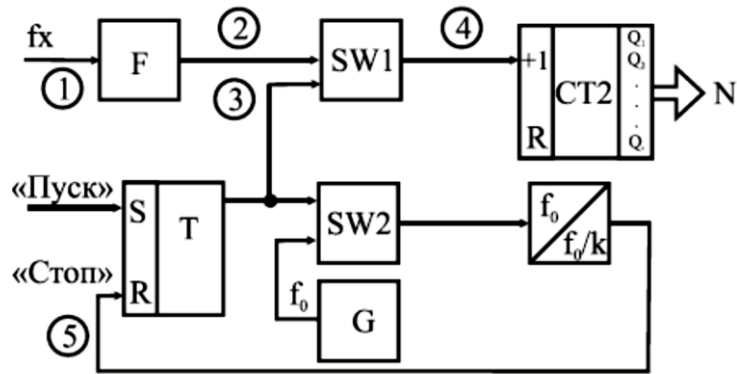 fx
1
F
2
3
SW1
4
+1
R
CT2
Q₁
Q₂
.
.
.
Q
N
«Пуск»
«Стоп»
S
R
T
5
SW2
f₀
G
f₀
f₀/k